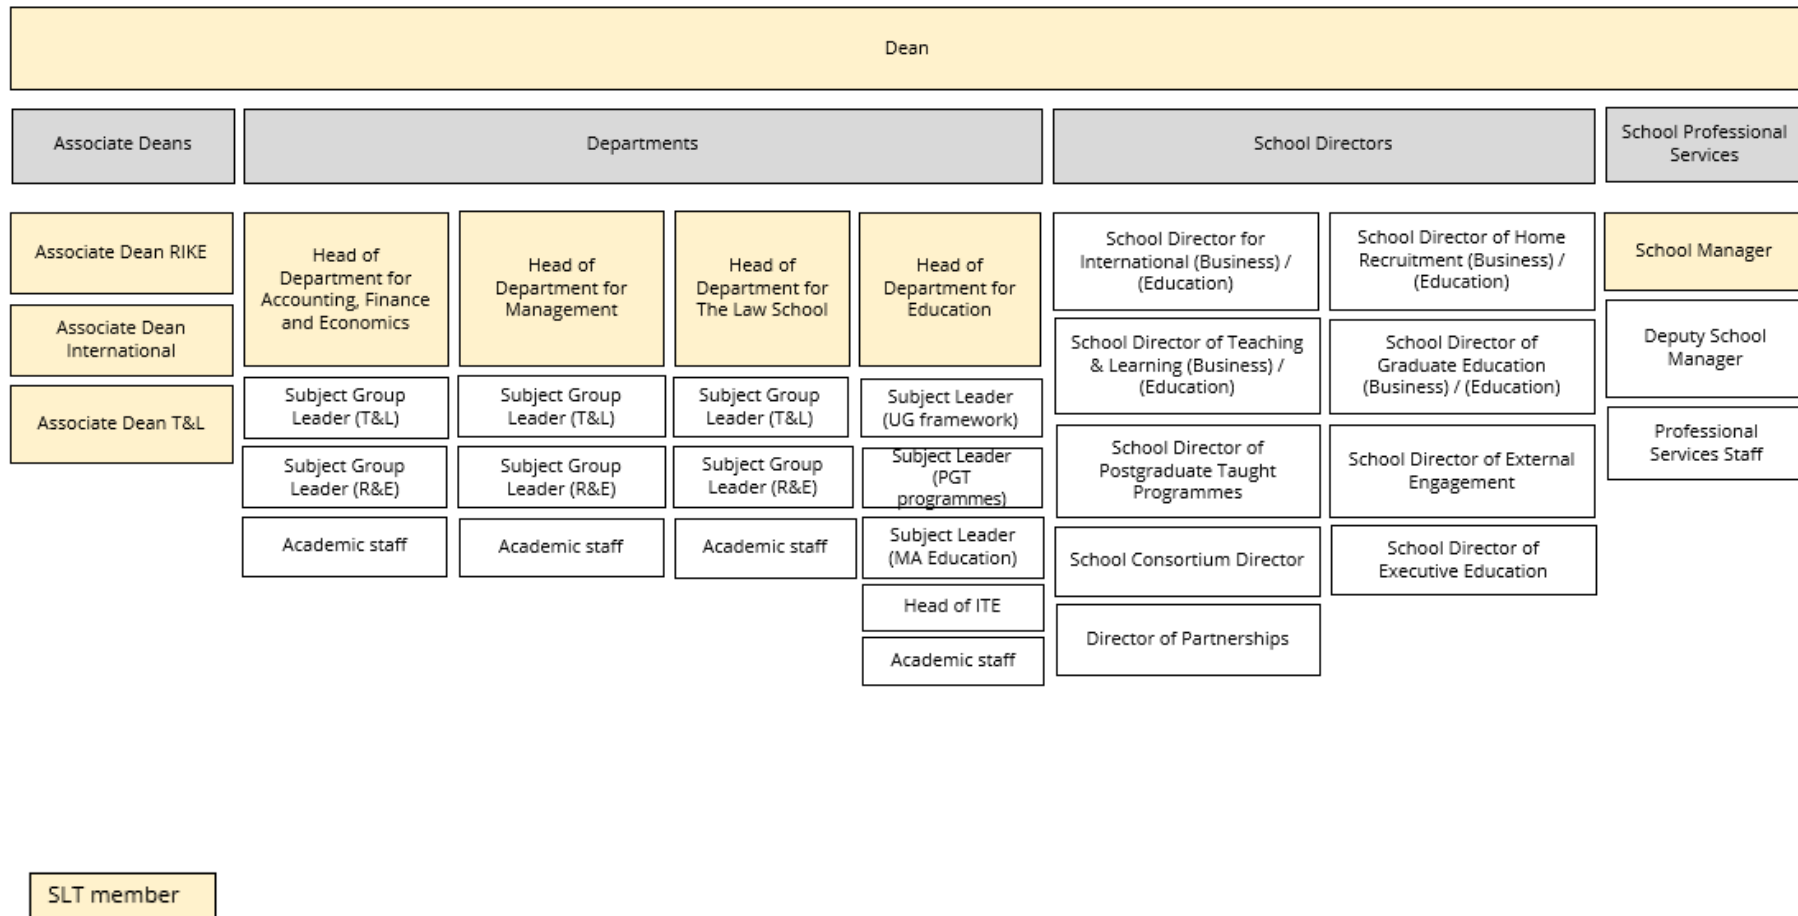 Dean
Associate Deans
Departments
School Directors
School Professional
Services
Associate Dean RIKE
Associate Dean
International
Associate Dean T&L
Head of
Department for
Accounting, Finance
and Economics
Subject Group
Leader (T&L)
Subject Group
Leader (R&E)
Academic staff
Head of
Department for
Management
Subject Group
Leader (T&L)
Subject Group
Leader (R&E)
Academic staff
Head of
Department for
The Law School
Subject Group
Leader (T&L)
Subject Group
Leader (R&E)
Academic staff
Head of
Department for
Education
Subject Leader
(UG framework)
Subject Leader
(PGT
programmes)
Subject Leader
(MA Education)
Head of ITE
Academic staff
School Director for
International (Business) /
(Education)
School Director of Teaching
& Learning (Business) /
(Education)
School Director of
Postgraduate Taught
Programmes
School Consortium Director
Director of Partnerships
School Director of Home
Recruitment (Business) /
(Education)
School Director of
Graduate Education
(Business) / (Education)
School Director of External
Engagement
School Director of
Executive Education
School Manager
Deputy School
Manager
Professional
Services Staff
SLT member